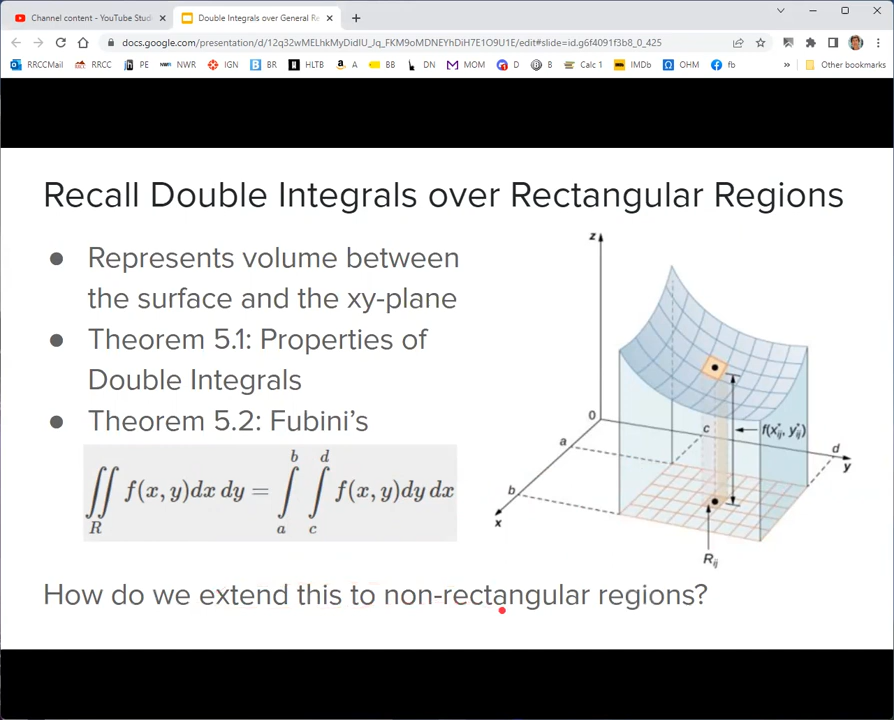 Channel content - YouTube Stud
Double Integrals over General Re
docs.google.com/presentation/d/12q32wMELhkMyDidIU_Jq_FKM9oMDNEYhDiH7E1O9U1E/edit#slide=id.g6f4091f3b8_0_425
RRCCMail RRCC PE NWR IGN BR HLTB DN BB MOM D B Calc 1 IMDb OHM fb » Other bookmarks
Recall Double Integrals over Rectangular Regions
● Represents volume between
the surface and the xy-plane
● Theorem 5.1: Properties of
Double Integrals
● Theorem 5.2: Fubini's
∬_R f(x, y)dx dy = ∫_a^b ∫_c^d f(x, y)dy dx
z
0
c
f(x*ij, y*ij)
a
d
y
b
x
Rij
How do we extend this to non-rectangular regions?